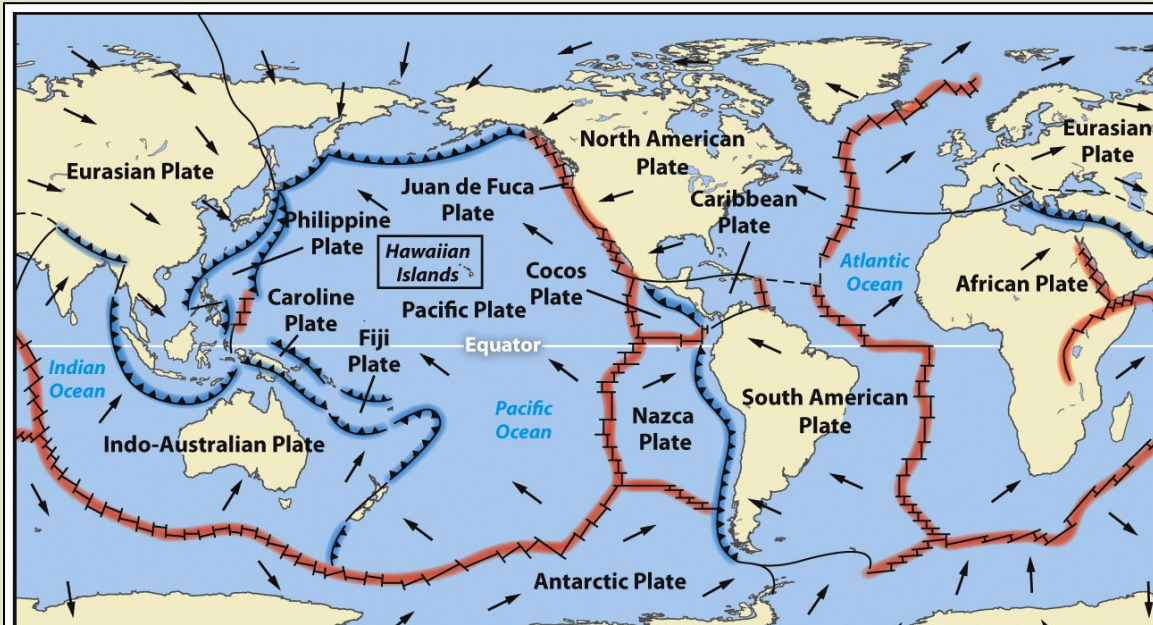 North American
Plate
Eurasian
Plate
Eurasian Plate
Juan de Fuca
Plate
Caribbean
Plate
Philippine
Plate
Hawaiian
Islands
Cocos
Plate
Atlantic
Ocean
African Plate
Caroline
Plate
Pacific Plate
Fiji
Plate
Equator
Indian
Ocean
Pacific
Ocean
Nazca
Plate
South American
Plate
Indo-Australian Plate
Antarctic Plate